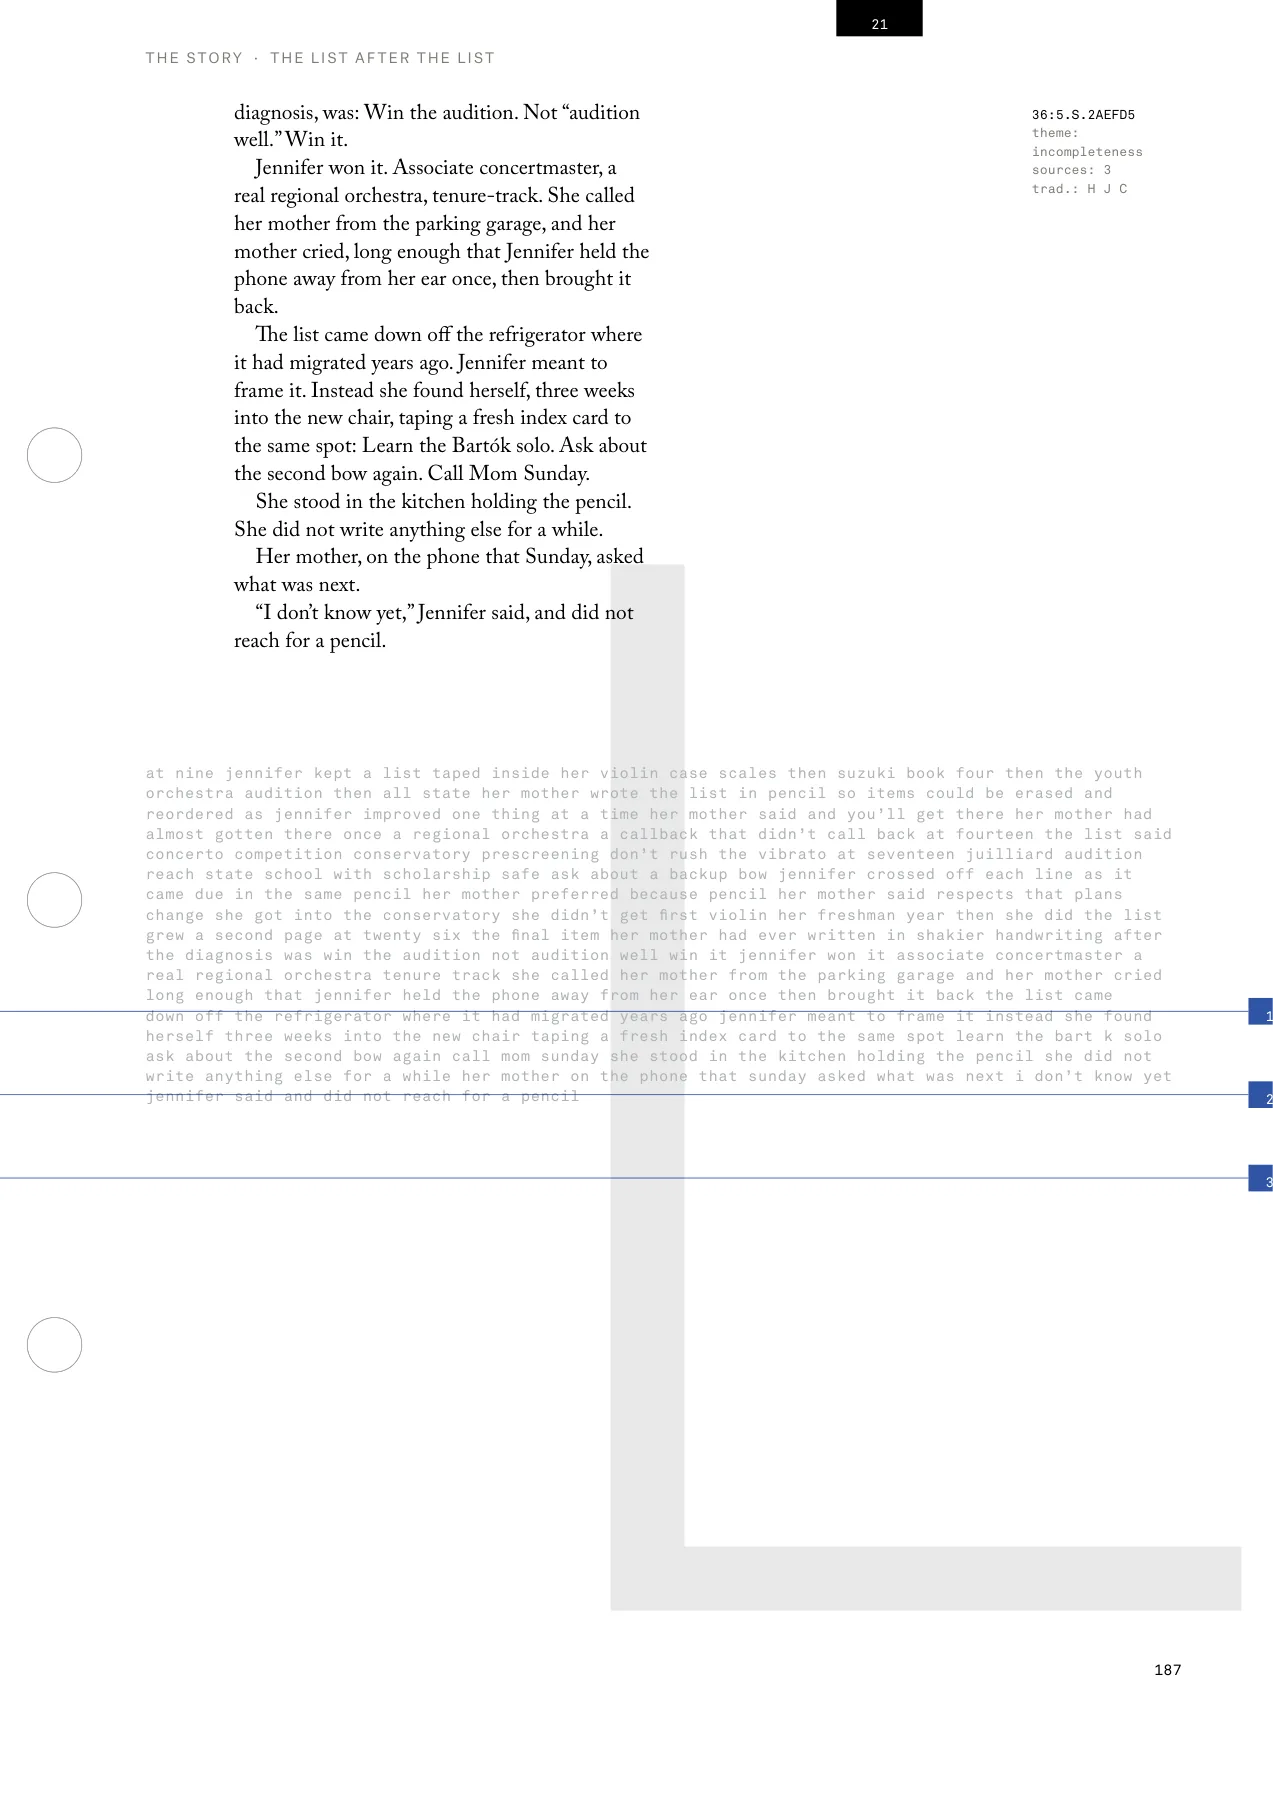 21
THE STORY · THE LIST AFTER THE LIST
diagnosis, was: Win the audition. Not “audition
well.” Win it.
Jennifer won it. Associate concertmaster, a
real regional orchestra, tenure-track. She called
her mother from the parking garage, and her
mother cried, long enough that Jennifer held the
phone away from her ear once, then brought it
back.
The list came down off the refrigerator where
it had migrated years ago. Jennifer meant to
frame it. Instead she found herself, three weeks
into the new chair, taping a fresh index card to
the same spot: Learn the Bartók solo. Ask about
the second bow again. Call Mom Sunday.
She stood in the kitchen holding the pencil.
She did not write anything else for a while.
Her mother, on the phone that Sunday, asked
what was next.
“I don’t know yet,” Jennifer said, and did not
reach for a pencil.
36:5.S.2AEFD5
theme:
incompleteness
sources: 3
trad.: H J C
at nine jennifer kept a list taped inside her violin case scales then suzuki book four then the youth
orchestra audition then all state her mother wrote the list in pencil so items could be erased and
reordered as jennifer improved one thing at a time her mother said and you’ll get there her mother had
almost gotten there once a regional orchestra a callback that didn’t call back at fourteen the list said
concerto competition conservatory prescreening don’t rush the vibrato at seventeen juilliard audition
reach state school with scholarship safe ask about a backup bow jennifer crossed off each line as it
came due in the same pencil her mother preferred because pencil her mother said respects that plans
change she got into the conservatory she didn’t get first violin her freshman year then she did the list
grew a second page at twenty six the final item her mother had ever written in shakier handwriting after
the diagnosis was win the audition not audition well win it jennifer won it associate concertmaster a
real regional orchestra tenure track she called her mother from the parking garage and her mother cried
long enough that jennifer held the phone away from her ear once then brought it back the list came
down off the refrigerator where it had migrated years ago jennifer meant to frame it instead she found
herself three weeks into the new chair taping a fresh index card to the same spot learn the bart k solo
ask about the second bow again call mom sunday she stood in the kitchen holding the pencil she did not
write anything else for a while her mother on the phone that sunday asked what was next i don’t know yet
jennifer said and did not reach for a pencil
1
2
3
187